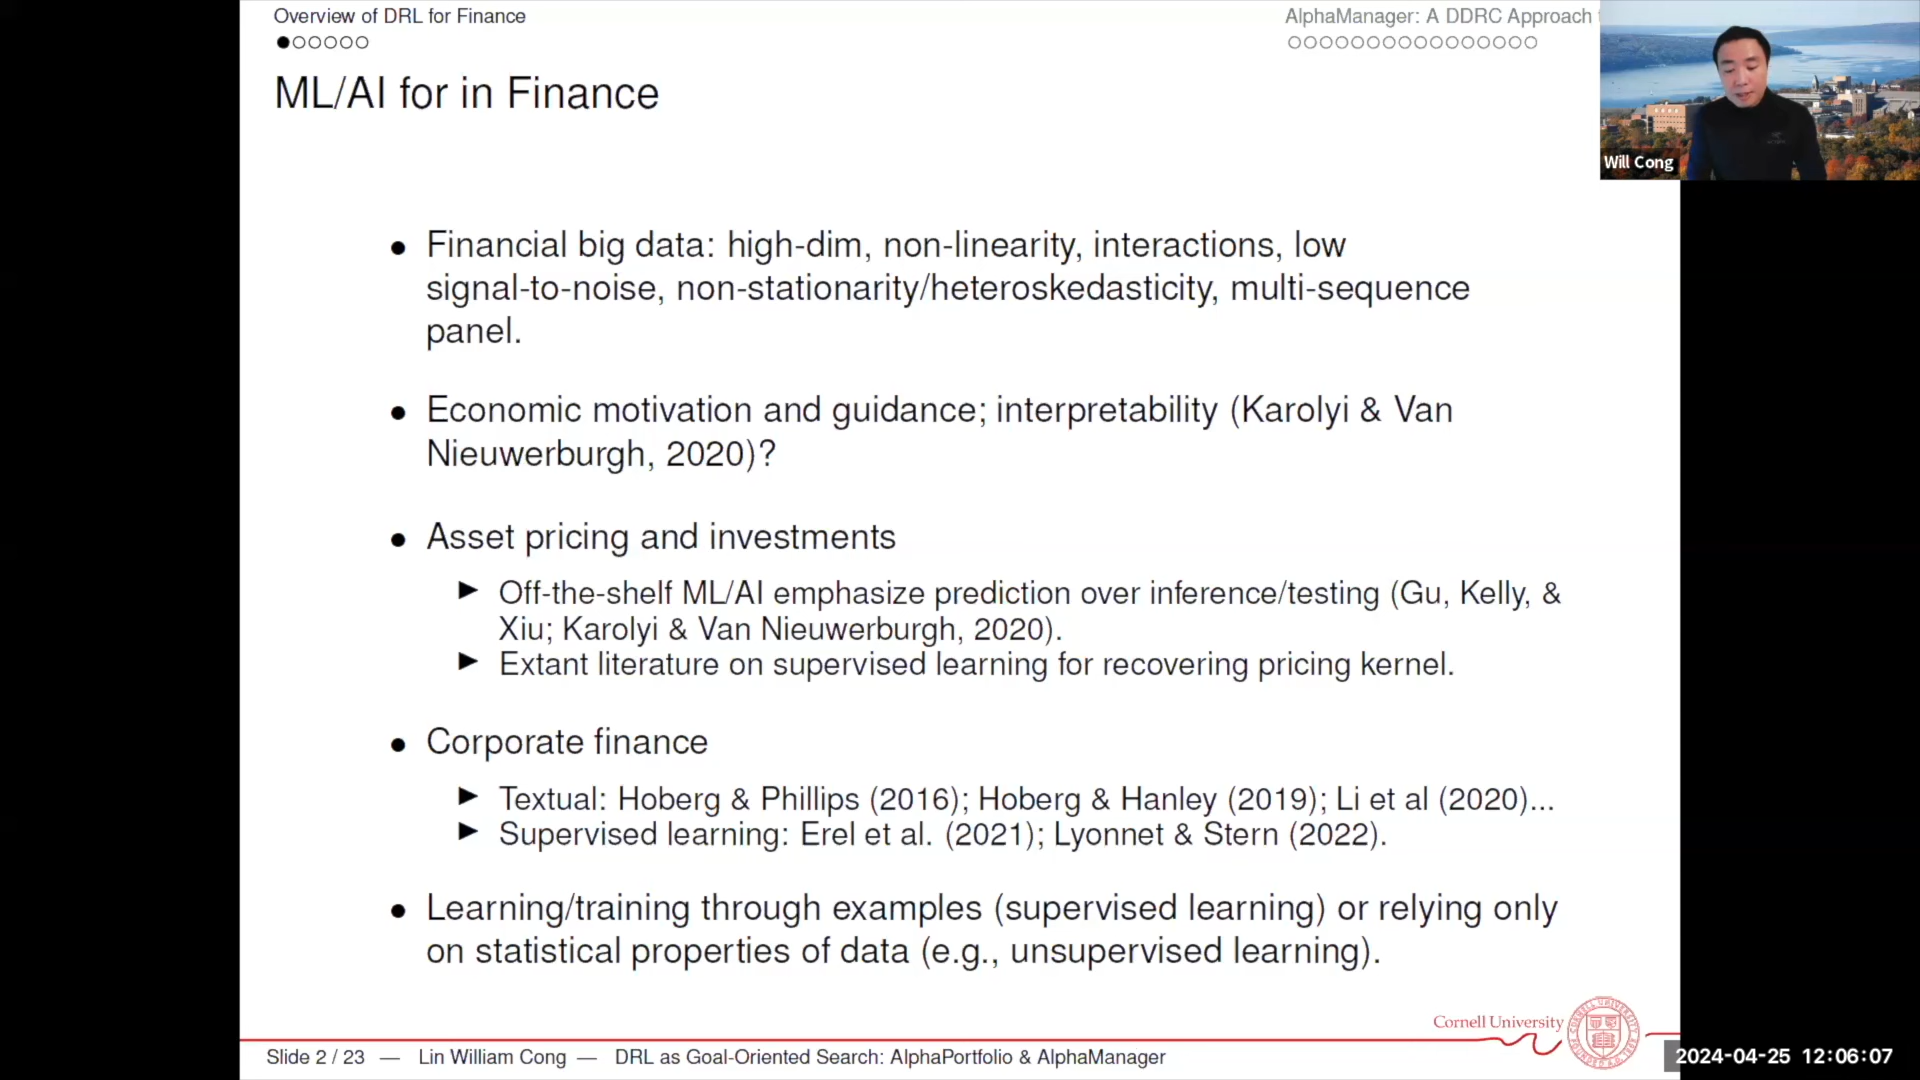 Overview of DRL for Finance
AlphaManager: A DDRC Approach
ML/AI for in Finance
Will Cong
• Financial big data: high-dim, non-linearity, interactions, low
signal-to-noise, non-stationarity/heteroskedasticity, multi-sequence
panel.
• Economic motivation and guidance; interpretability (Karolyi & Van
Nieuwerburgh, 2020)?
• Asset pricing and investments
▶ Off-the-shelf ML/AI emphasize prediction over inference/testing (Gu, Kelly, &
Xiu; Karolyi & Van Nieuwerburgh, 2020).
▶ Extant literature on supervised learning for recovering pricing kernel.
• Corporate finance
▶ Textual: Hoberg & Phillips (2016); Hoberg & Hanley (2019); Li et al (2020)...
▶ Supervised learning: Erel et al. (2021); Lyonnet & Stern (2022).
• Learning/training through examples (supervised learning) or relying only
on statistical properties of data (e.g., unsupervised learning).
Cornell University
Slide 2 / 23 — Lin William Cong — DRL as Goal-Oriented Search: AlphaPortfolio & AlphaManager
2024-04-25 12:06:07